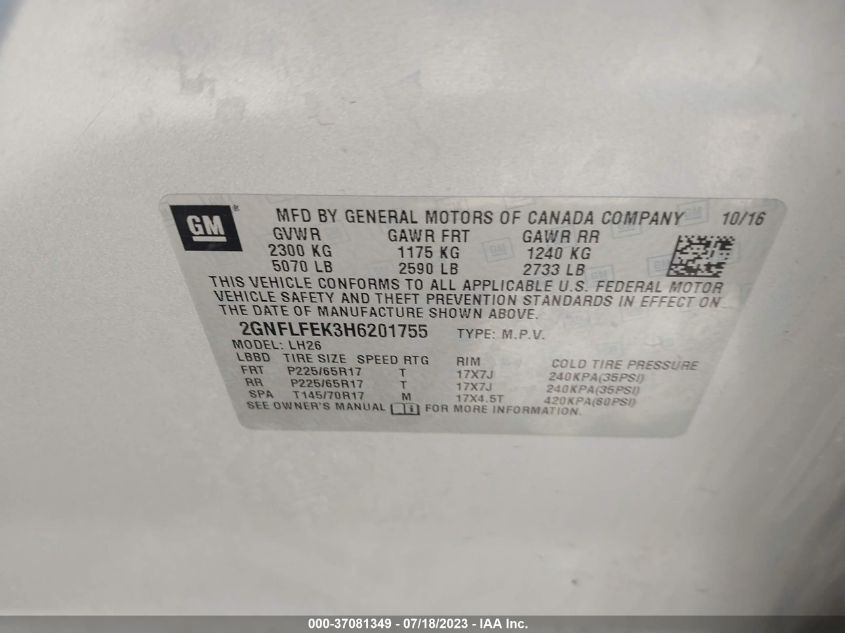 GM ® MFD BY GENERAL MOTORS OF CANADA COMPANY 10/16
GVWR GAWR FRT GAWR RR
2300 KG 1175 KG 1240 KG
5070 LB 2590 LB 2733 LB
THIS VEHICLE CONFORMS TO ALL APPLICABLE U.S. FEDERAL MOTOR
VEHICLE SAFETY AND THEFT PREVENTION STANDARDS IN EFFECT ON
THE DATE OF MANUFACTURE SHOWN ABOVE.
2GNFLFEK3H6201755 TYPE: M.P.V.
MODEL: LH26
LBBD TIRE SIZE SPEED RTG RIM COLD TIRE PRESSURE
FRT P225/65R17 T 17X7J 240KPA(35PSI)
RR P225/65R17 T 17X7J 240KPA(35PSI)
SPA T145/70R17 M 17X4.5T 420KPA(60PSI)
SEE OWNER'S MANUAL FOR MORE INFORMATION.
000-37081349 - 07/18/2023 - IAA Inc.